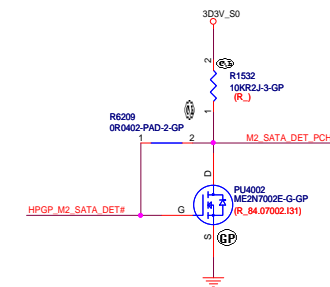 3D3V_S0
2
R1532
10KR2J-3-GP
(R_)
1
R6209
0R0402-PAD-2-GP
1 2
M2_SATA_DET_PCH
D
PU4002
ME2N7002E-G-GP
HPGP_M2_SATA_DET#
G
(R_84.07002.I31)
S
GP